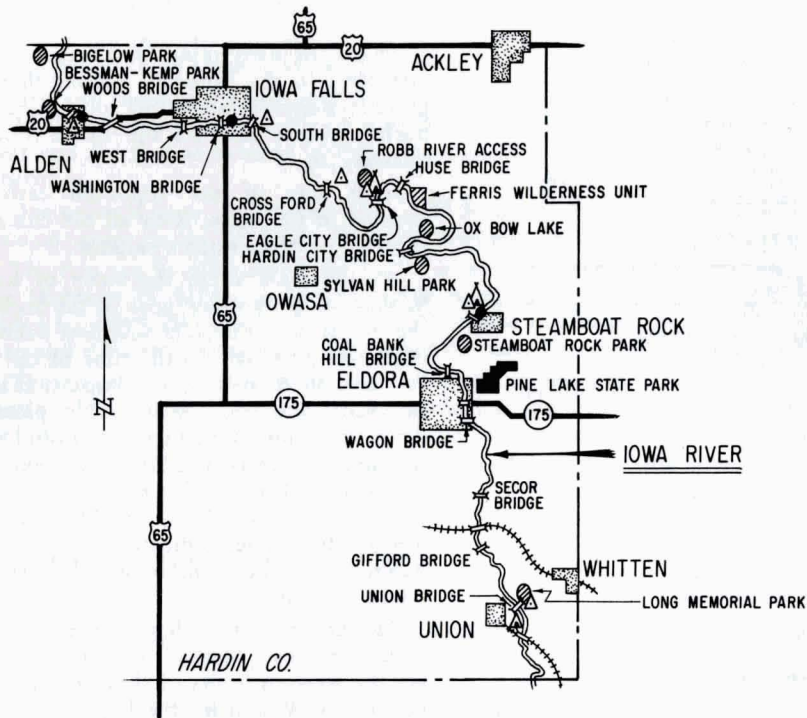 65
20
ACKLEY
BIGELOW PARK
BESSMAN-KEMP PARK
WOODS BRIDGE
IOWA FALLS
20
ALDEN
WEST BRIDGE
WASHINGTON BRIDGE
SOUTH BRIDGE
ROBB RIVER ACCESS
HUSE BRIDGE
CROSS FORD
BRIDGE
FERRIS WILDERNESS UNIT
EAGLE CITY BRIDGE
HARDIN CITY BRIDGE
OX BOW LAKE
SYLVAN HILL PARK
OWASA
65
N
STEAMBOAT ROCK
STEAMBOAT ROCK PARK
COAL BANK
HILL BRIDGE
ELDORA
PINE LAKE STATE PARK
175
175
WAGON BRIDGE
IOWA RIVER
SECOR
BRIDGE
65
GIFFORD BRIDGE
WHITTEN
UNION BRIDGE
LONG MEMORIAL PARK
UNION
HARDIN CO.